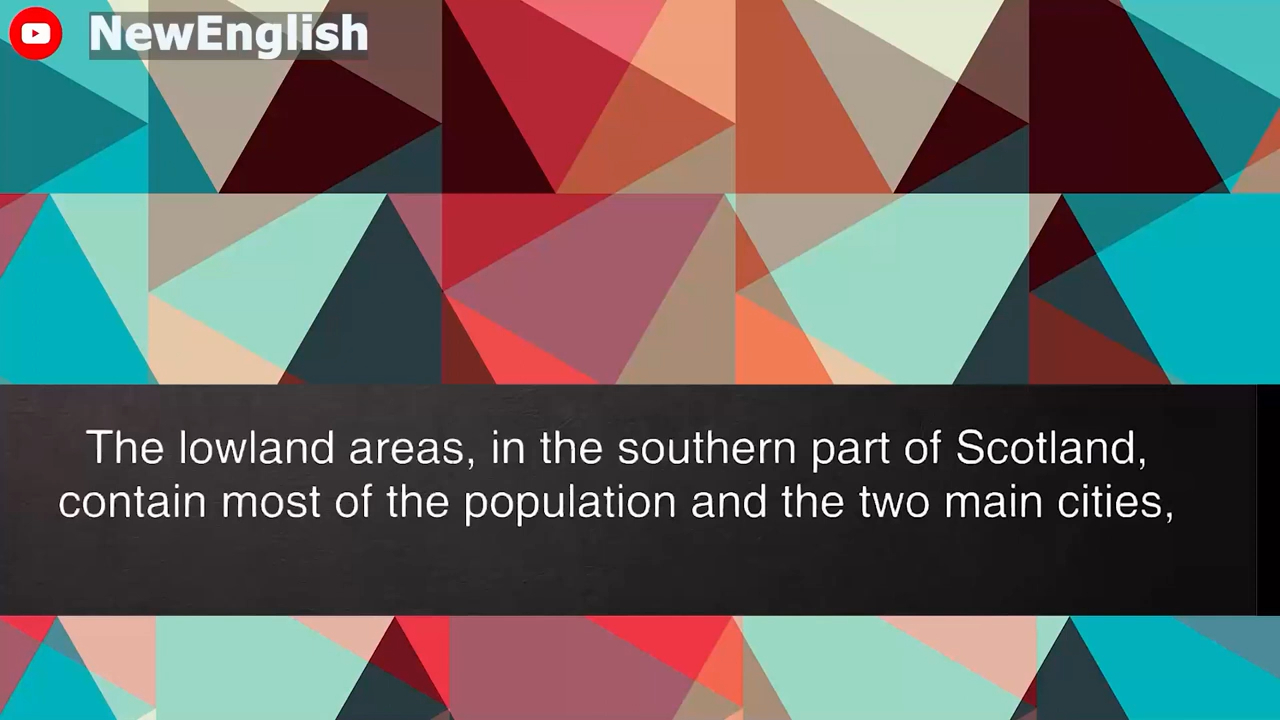 NewEnglish
The lowland areas, in the southern part of Scotland,
contain most of the population and the two main cities,